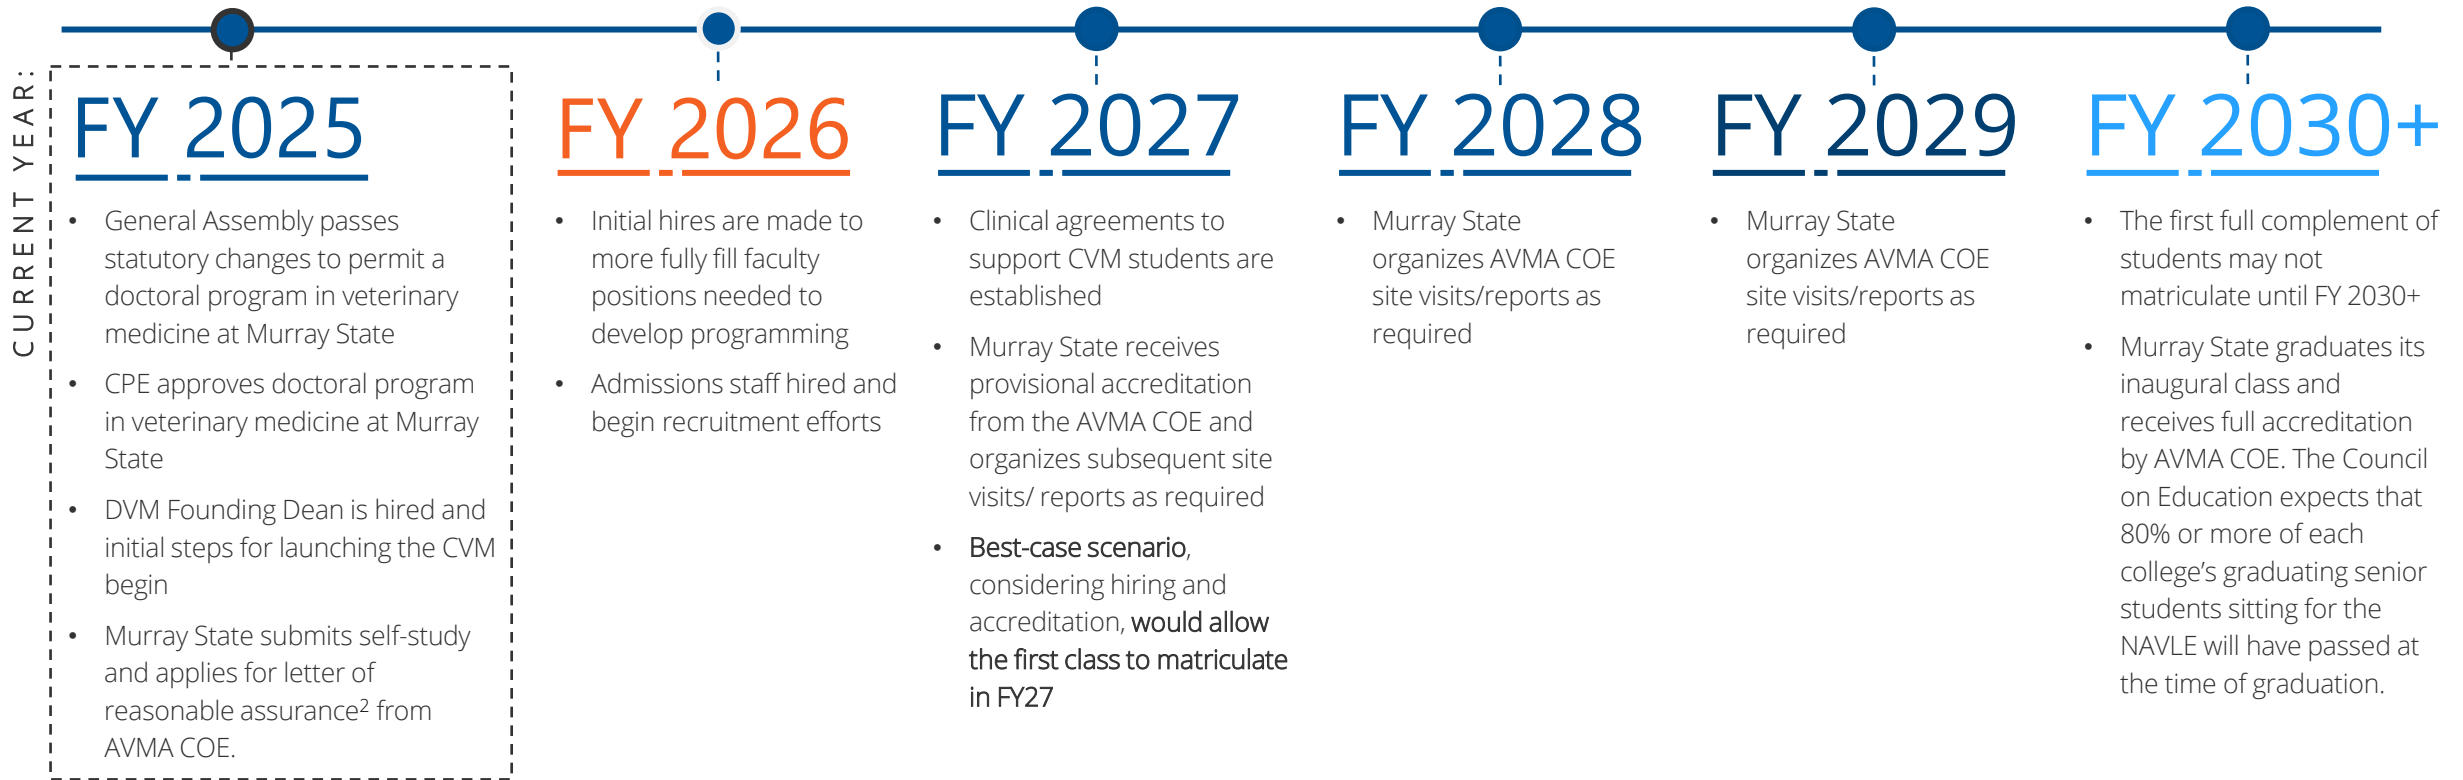 CURRENT YEAR:
FY 2025
• General Assembly passes
statutory changes to permit a
doctoral program in veterinary
medicine at Murray State
• CPE approves doctoral program
in veterinary medicine at Murray
State
• DVM Founding Dean is hired and
initial steps for launching the CVM
begin
• Murray State submits self-study
and applies for letter of
reasonable assurance² from
AVMA COE.
FY 2026
• Initial hires are made to
more fully fill faculty
positions needed to
develop programming
• Admissions staff hired and
begin recruitment efforts
FY 2027
• Clinical agreements to
support CVM students are
established
• Murray State receives
provisional accreditation
from the AVMA COE and
organizes subsequent site
visits/ reports as required
• Best-case scenario,
considering hiring and
accreditation, would allow
the first class to matriculate
in FY27
FY 2028
• Murray State
organizes AVMA COE
site visits/reports as
required
FY 2029
• Murray State
organizes AVMA COE
site visits/reports as
required
FY 2030+
• The first full complement of
students may not
matriculate until FY 2030+
• Murray State graduates its
inaugural class and
receives full accreditation
by AVMA COE. The Council
on Education expects that
80% or more of each
college’s graduating senior
students sitting for the
NAVLE will have passed at
the time of graduation.